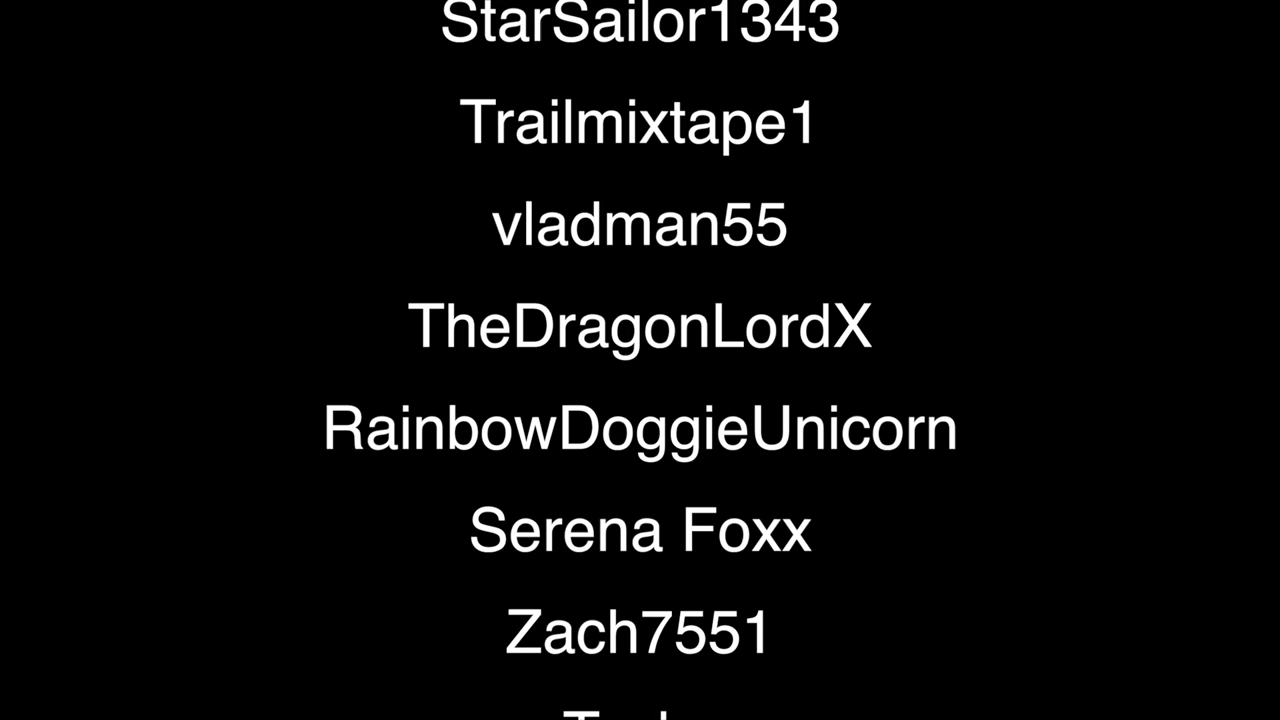 StarSailor1343
Trailmixtape1
vladman55
TheDragonLordX
RainbowDoggieUnicorn
Serena Foxx
Zach7551